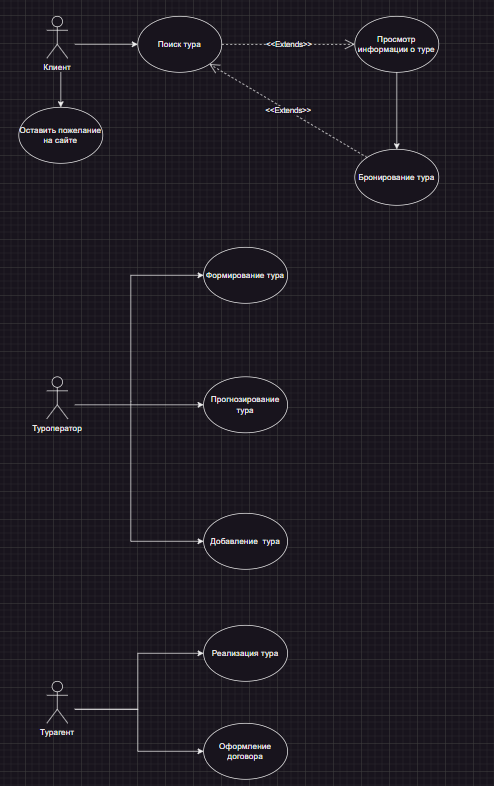 Клиент
Поиск тура
<<Extends>>
Просмотр
информации о туре
Оставить пожелание
на сайте
<<Extends>>
Бронирование тура
Формирование тура
Туроператор
Прогнозирование
тура
Добавление  тура
Реализация тура
Турагент
Оформление
договора